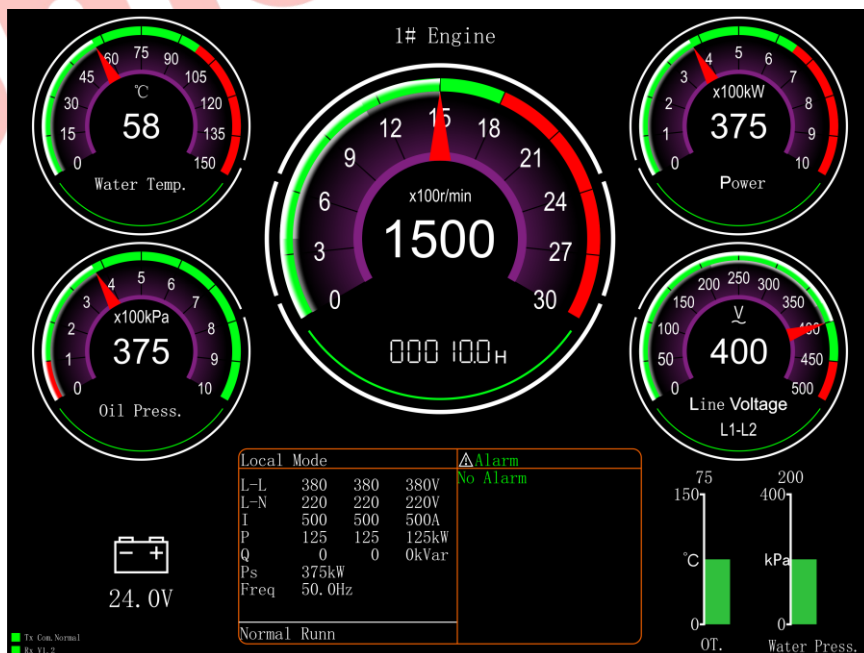 1# Engine
0 15 30 45 60 75 90 105 120 135 150
℃
58
Water Temp.
0 3 6 9 12 15 18 21 24 27 30
x100r/min
1500
00010.0H
0 1 2 3 4 5 6 7 8 9 10
x100kW
375
Power
0 1 2 3 4 5 6 7 8 9 10
x100kPa
375
Oil Press.
0 50 100 150 200 250 300 350 400 450 500
V
400
Line Voltage
L1-L2
24.0V
Local Mode
L-L 380 380 380V
L-N 220 220 220V
I 500 500 500A
P 125 125 125kW
Q 0 0 0kVar
Ps 375kW
Freq 50.0Hz
Normal Runn
Alarm
No Alarm
75
150
℃
0
OT.
200
400
kPa
0
Water Press.
Tx Com.Normal
Rx V1.2